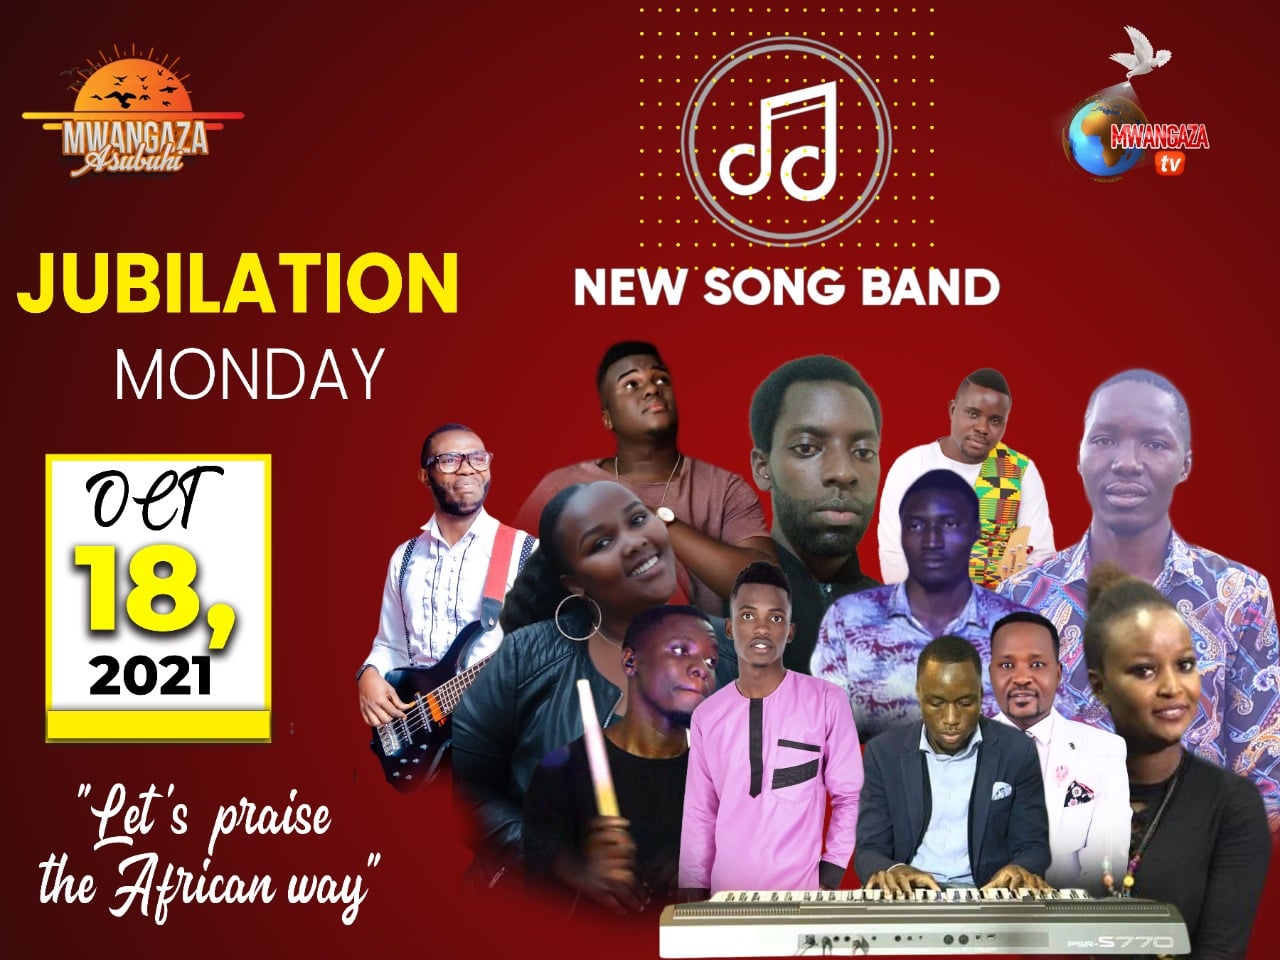 MWANGAZA
Asubuhi
MWANGAZA
tv
NEW SONG BAND
JUBILATION
MONDAY
OCT
18,
2021
"Let's praise
the African way"
PSR-S770